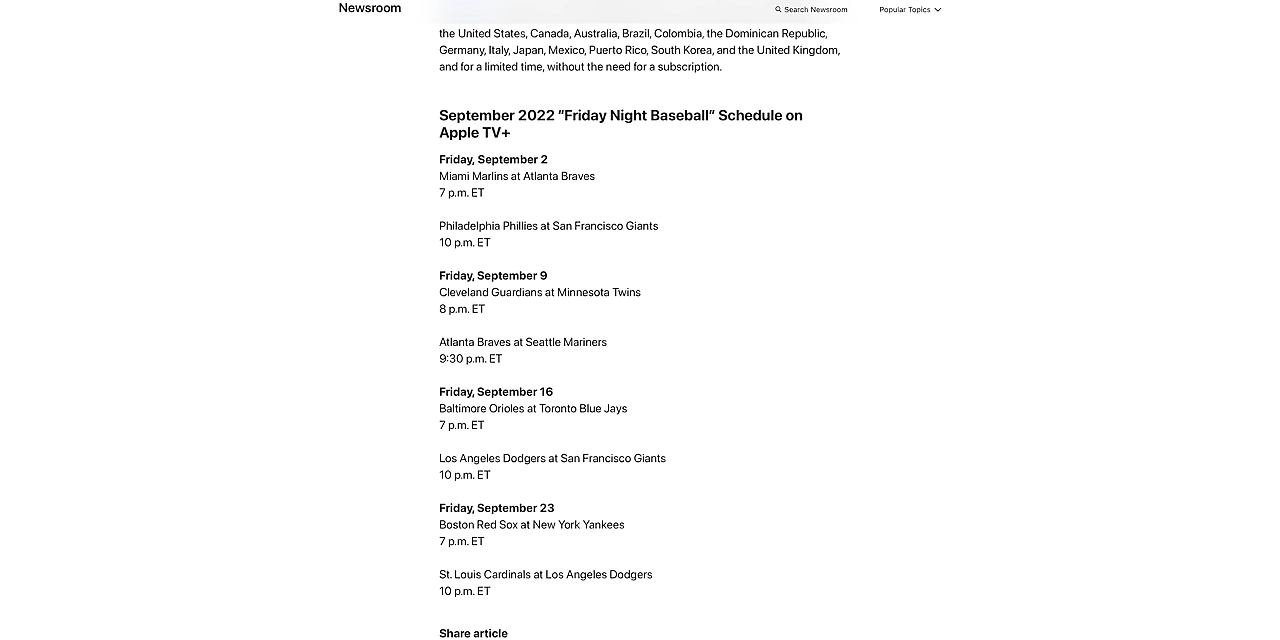 Newsroom
Search Newsroom
Popular Topics
the United States, Canada, Australia, Brazil, Colombia, the Dominican Republic,
Germany, Italy, Japan, Mexico, Puerto Rico, South Korea, and the United Kingdom,
and for a limited time, without the need for a subscription.
September 2022 “Friday Night Baseball” Schedule on
Apple TV+
Friday, September 2
Miami Marlins at Atlanta Braves
7 p.m. ET
Philadelphia Phillies at San Francisco Giants
10 p.m. ET
Friday, September 9
Cleveland Guardians at Minnesota Twins
8 p.m. ET
Atlanta Braves at Seattle Mariners
9:30 p.m. ET
Friday, September 16
Baltimore Orioles at Toronto Blue Jays
7 p.m. ET
Los Angeles Dodgers at San Francisco Giants
10 p.m. ET
Friday, September 23
Boston Red Sox at New York Yankees
7 p.m. ET
St. Louis Cardinals at Los Angeles Dodgers
10 p.m. ET
Share article